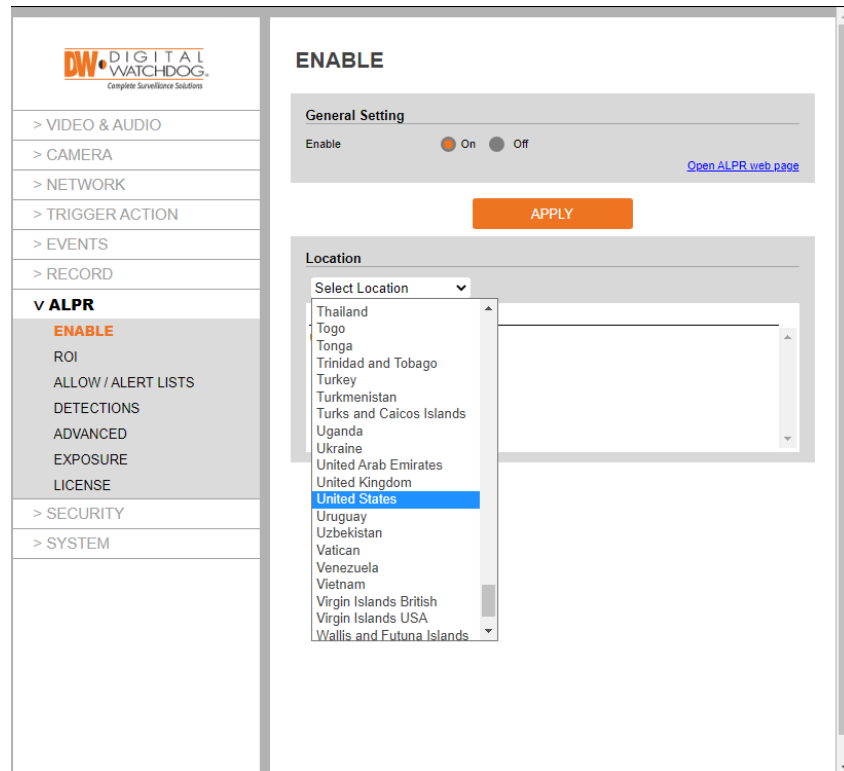 DW DIGITAL
WATCHDOG®
Complete Surveillance Solutions
> VIDEO & AUDIO
> CAMERA
> NETWORK
> TRIGGER ACTION
> EVENTS
> RECORD
v ALPR
ENABLE
ROI
ALLOW / ALERT LISTS
DETECTIONS
ADVANCED
EXPOSURE
LICENSE
> SECURITY
> SYSTEM
ENABLE
General Setting
Enable On Off
Open ALPR web page
APPLY
Location
Select Location
Thailand
Togo
Tonga
Trinidad and Tobago
Turkey
Turkmenistan
Turks and Caicos Islands
Uganda
Ukraine
United Arab Emirates
United Kingdom
United States
Uruguay
Uzbekistan
Vatican
Venezuela
Vietnam
Virgin Islands British
Virgin Islands USA
Wallis and Futuna Islands